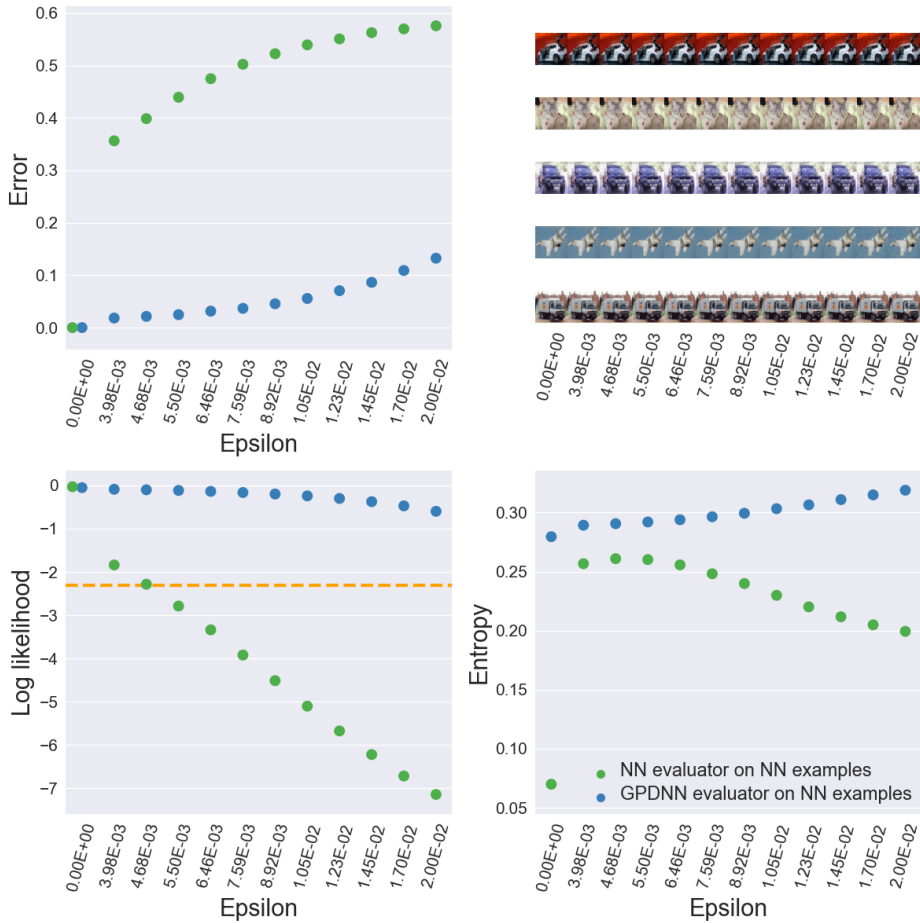 0.6
0.5
0.4
0.3
0.2
0.1
0.0
Error
0.00E+00
3.98E-03
4.68E-03
5.50E-03
6.46E-03
7.59E-03
8.92E-03
1.05E-02
1.23E-02
1.45E-02
1.70E-02
2.00E-02
Epsilon
0.00E+00
3.98E-03
4.68E-03
5.50E-03
6.46E-03
7.59E-03
8.92E-03
1.05E-02
1.23E-02
1.45E-02
1.70E-02
2.00E-02
0
−1
−2
−3
−4
−5
−6
−7
Log likelihood
0.00E+00
3.98E-03
4.68E-03
5.50E-03
6.46E-03
7.59E-03
8.92E-03
1.05E-02
1.23E-02
1.45E-02
1.70E-02
2.00E-02
Epsilon
0.30
0.25
0.20
0.15
0.10
0.05
Entropy
NN evaluator on NN examples
GPDNN evaluator on NN examples
0.00E+00
3.98E-03
4.68E-03
5.50E-03
6.46E-03
7.59E-03
8.92E-03
1.05E-02
1.23E-02
1.45E-02
1.70E-02
2.00E-02
Epsilon